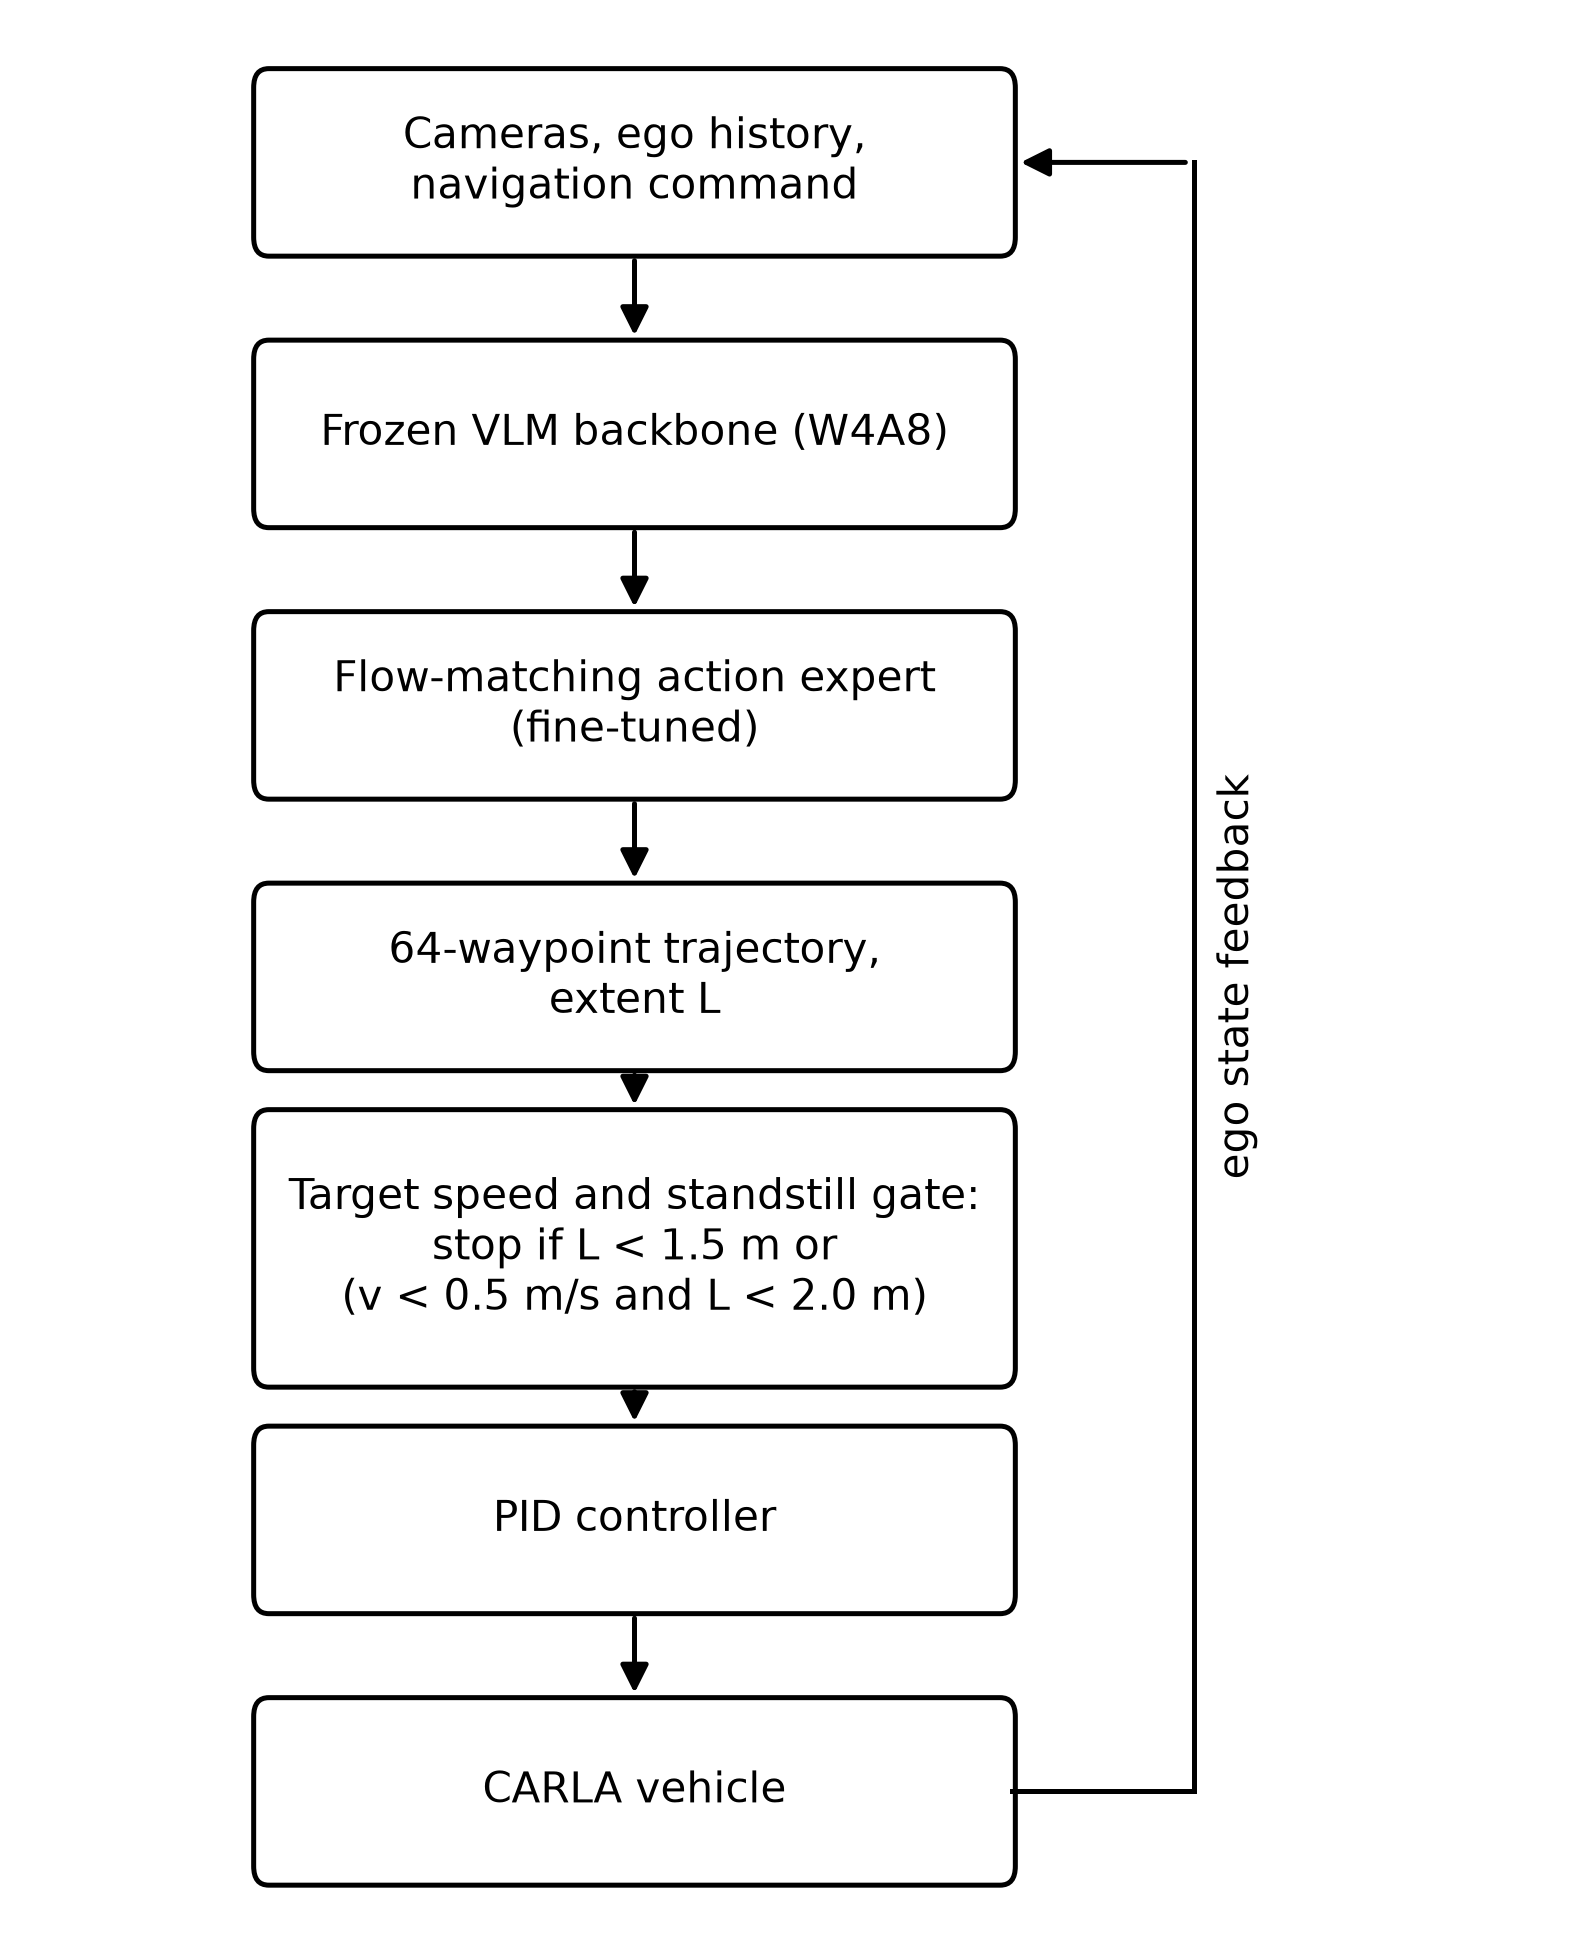 Cameras, ego history,
navigation command
Frozen VLM backbone (W4A8)
Flow-matching action expert
(fine-tuned)
64-waypoint trajectory,
extent L
Target speed and standstill gate:
stop if L < 1.5 m or
(v < 0.5 m/s and L < 2.0 m)
PID controller
CARLA vehicle
ego state feedback